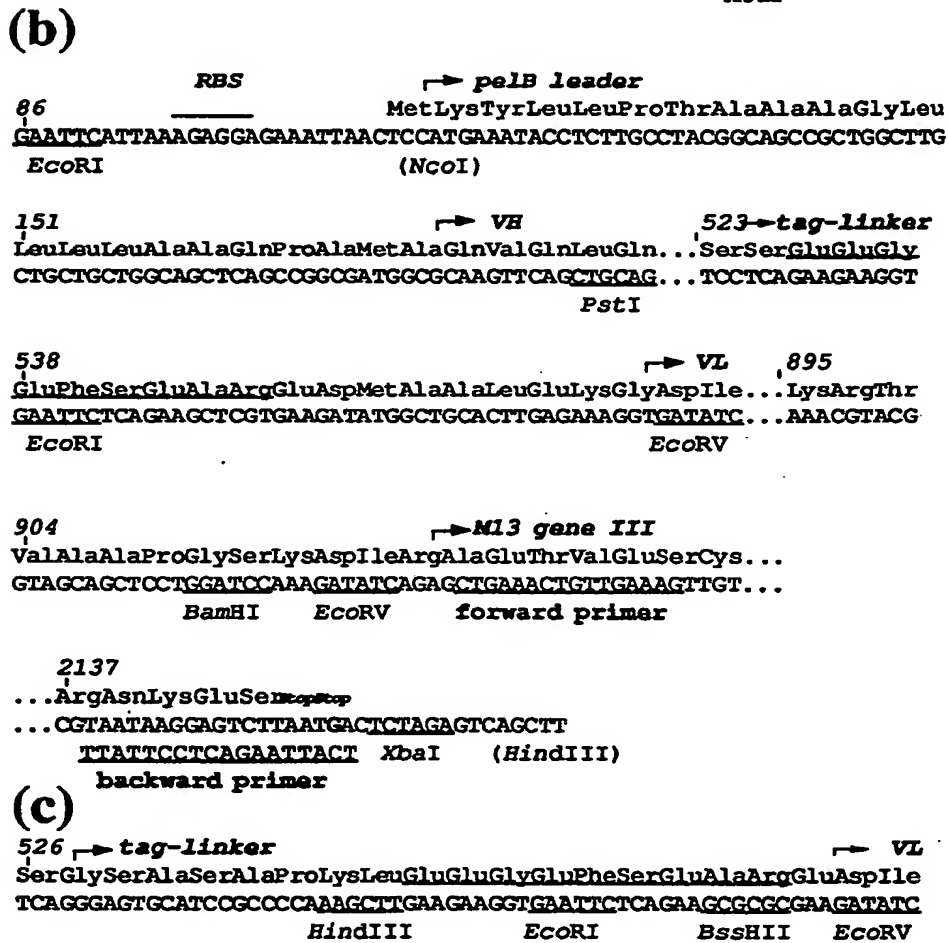 (b)
RBS pelB leader
86 MetLysTyrLeuLeuProThrAlaAlaAlaGlyLeu
GAATTCATTAAAGAGGAGAAATTAACTCCATGAAATACCTCTTGCCTACGGCAGCCGCTGGCTTG
EcoRI (NcoI)
151 VH 523 tag-linker
LeuLeuLeuAlaAlaGlnProAlaMetAlaGlnValGlnLeuGln...SerSerGluGluGly
CTGCTGCTGGCAGCTCAGCCGGCGATGGCGCAAGTTCAGCTGCAG...TCCTCAGAAGAAGGT
PstI
538 VL 895
GluPheSerGluAlaArgGluAspMetAlaAlaLeuGluLysGlyAspIle...LysArgThr
GAATTCTCAGAAGCTCGTGAAGATATGGCTGCACTTGAGAAAGGTGATATC...AAACGTACG
EcoRI EcoRV
904 M13 gene III
ValAlaAlaProGlySerLysAspIleArgAlaGluThrValGluSerCys...
GTAGCAGCTCCTGGATCCAAAGATATCAGAGCTGAAACTGTTGAAAGTTGT...
BamHI EcoRV forward primer
2137
...ArgAsnLysGluSerStopStop
...CGTAATAAGGAGTCTTAATGACTCTAGAGTCAGCTT
TTATTCCTCAGAATTACT XbaI (HindIII)
backward primer
(c)
526 tag-linker VL
SerGlySerAlaSerAlaProLysLeuGluGluGlyGluPheSerGluAlaArgGluAspIle
TCAGGGAGTGCATCCGCCCCAAAGCTTGAAGAAGGTGAATTCTCAGAAGCGCGCGAAGATATC
HindIII EcoRI BssHII EcoRV